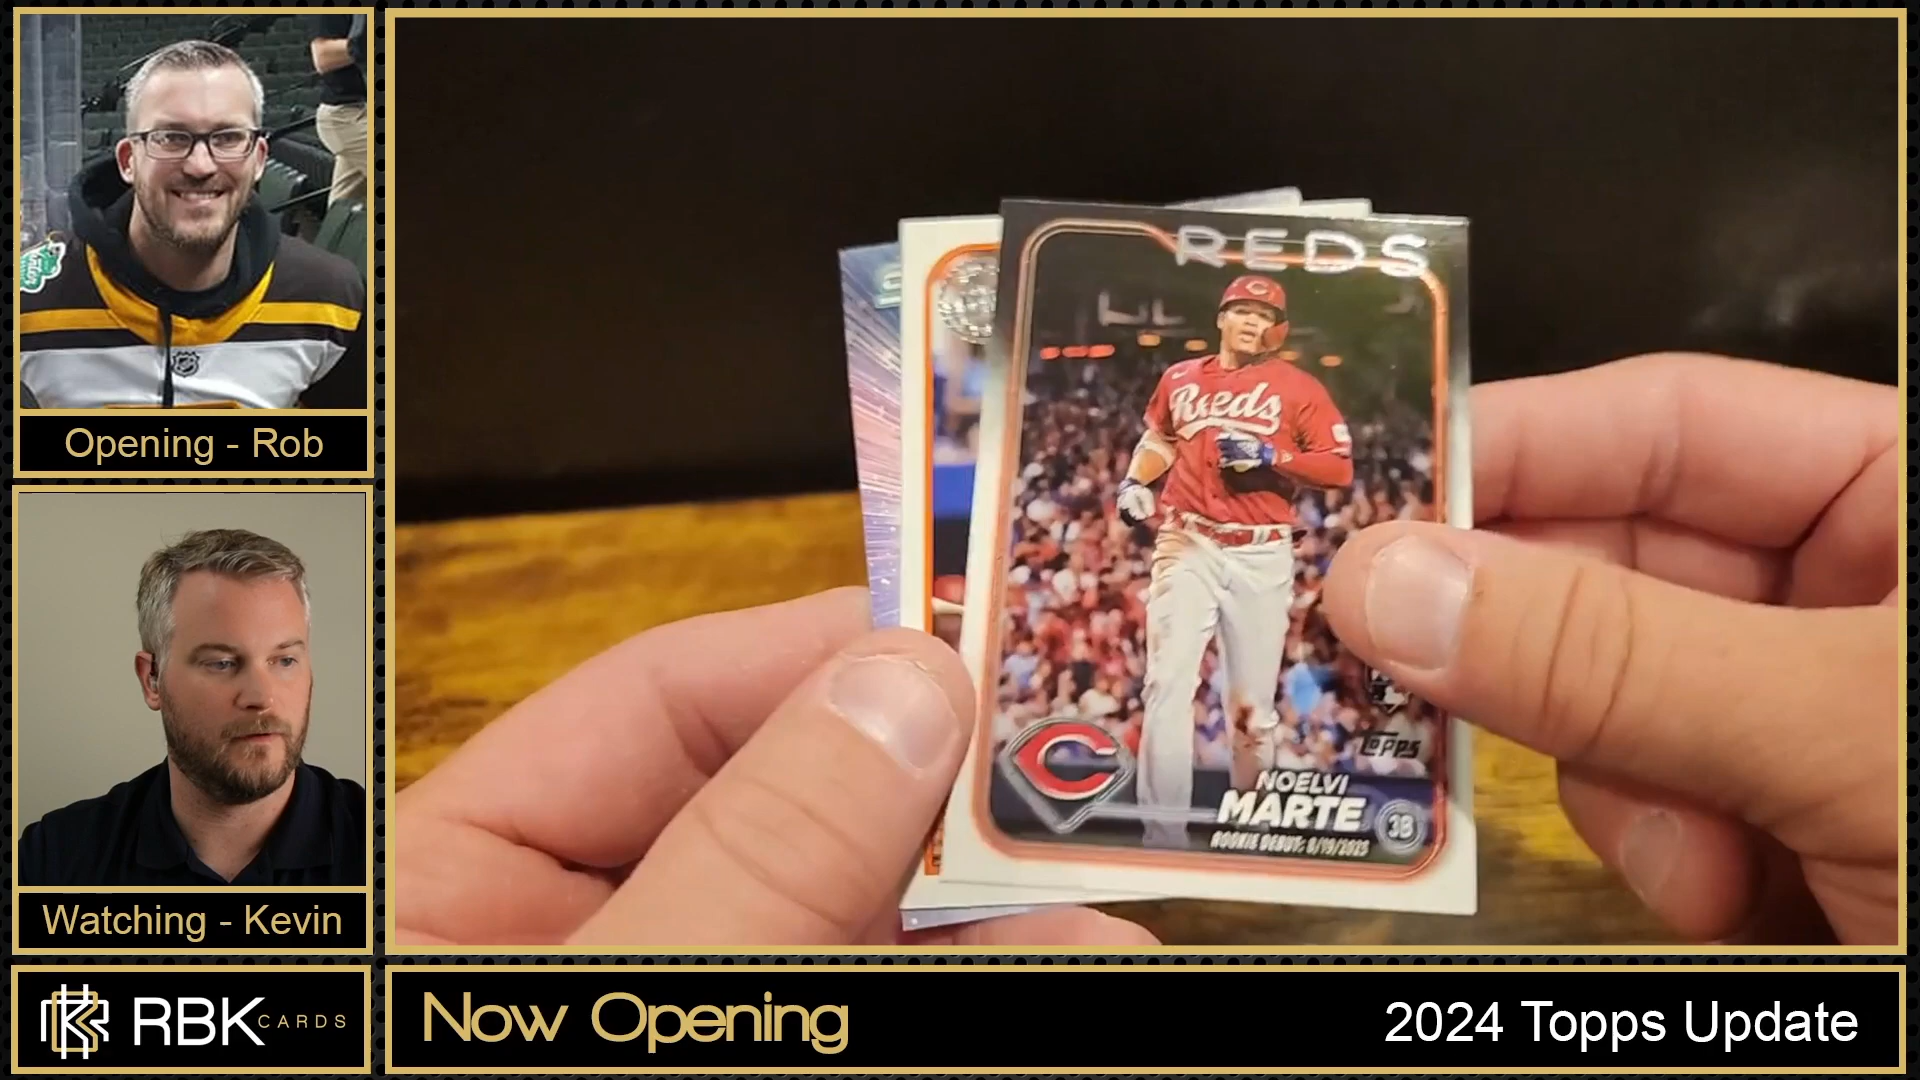 Opening - Rob
Watching - Kevin
RBK CARDS
Now Opening
2024 Topps Update
REDS
Reds
Topps
NOELVI
MARTE
3B
ROOKIE DEBUT: 8/19/2023